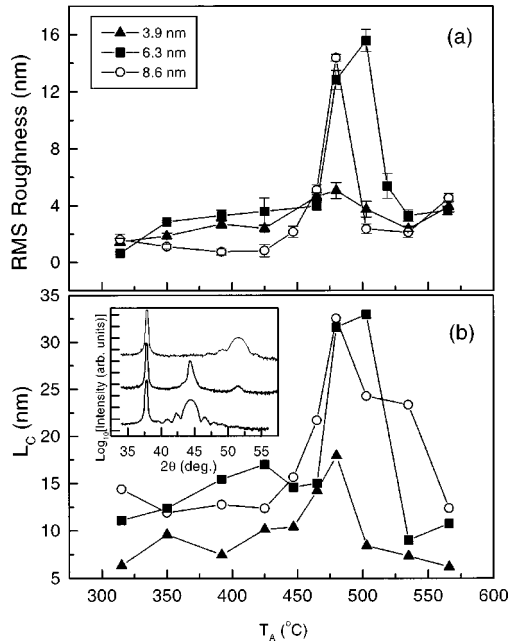 3.9 nm
6.3 nm
8.6 nm
(a)
RMS Roughness (nm)
16
12
8
4
0
(b)
L_C (nm)
35
30
25
20
15
10
5
Log₁₀[Intensity (arb. units)]
35 40 45 50 55
2θ (deg.)
300 350 400 450 500 550 600
T_A (°C)